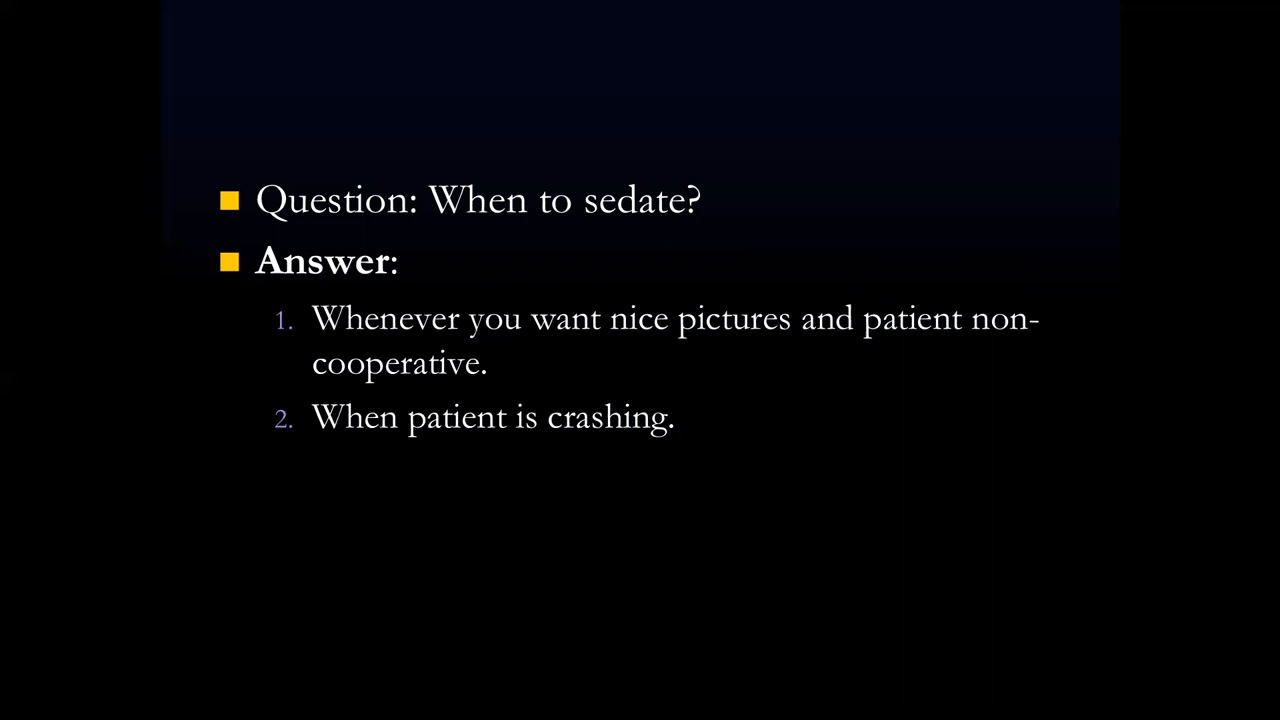 Question: When to sedate?
Answer:
1. Whenever you want nice pictures and patient non-
cooperative.
2. When patient is crashing.